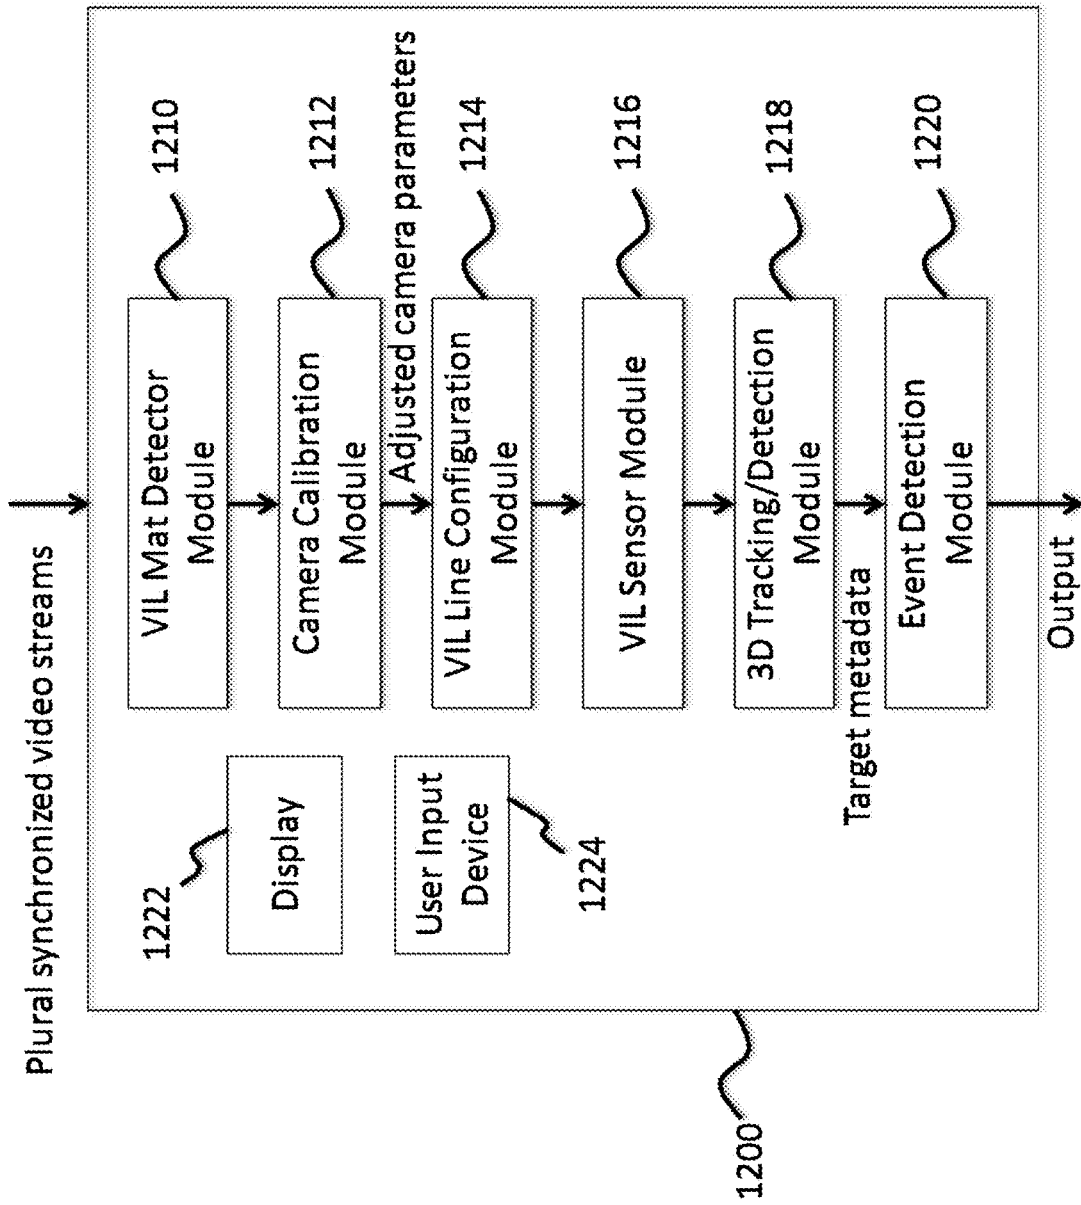 Plural synchronized video streams
VIL Mat Detector
Module
1210
Camera Calibration
Module
1212
Adjusted camera parameters
VIL Line Configuration
Module
1214
VIL Sensor Module
1216
3D Tracking/Detection
Module
1218
Target metadata
Event Detection
Module
1220
Output
1222
Display
User Input
Device
1224
1200